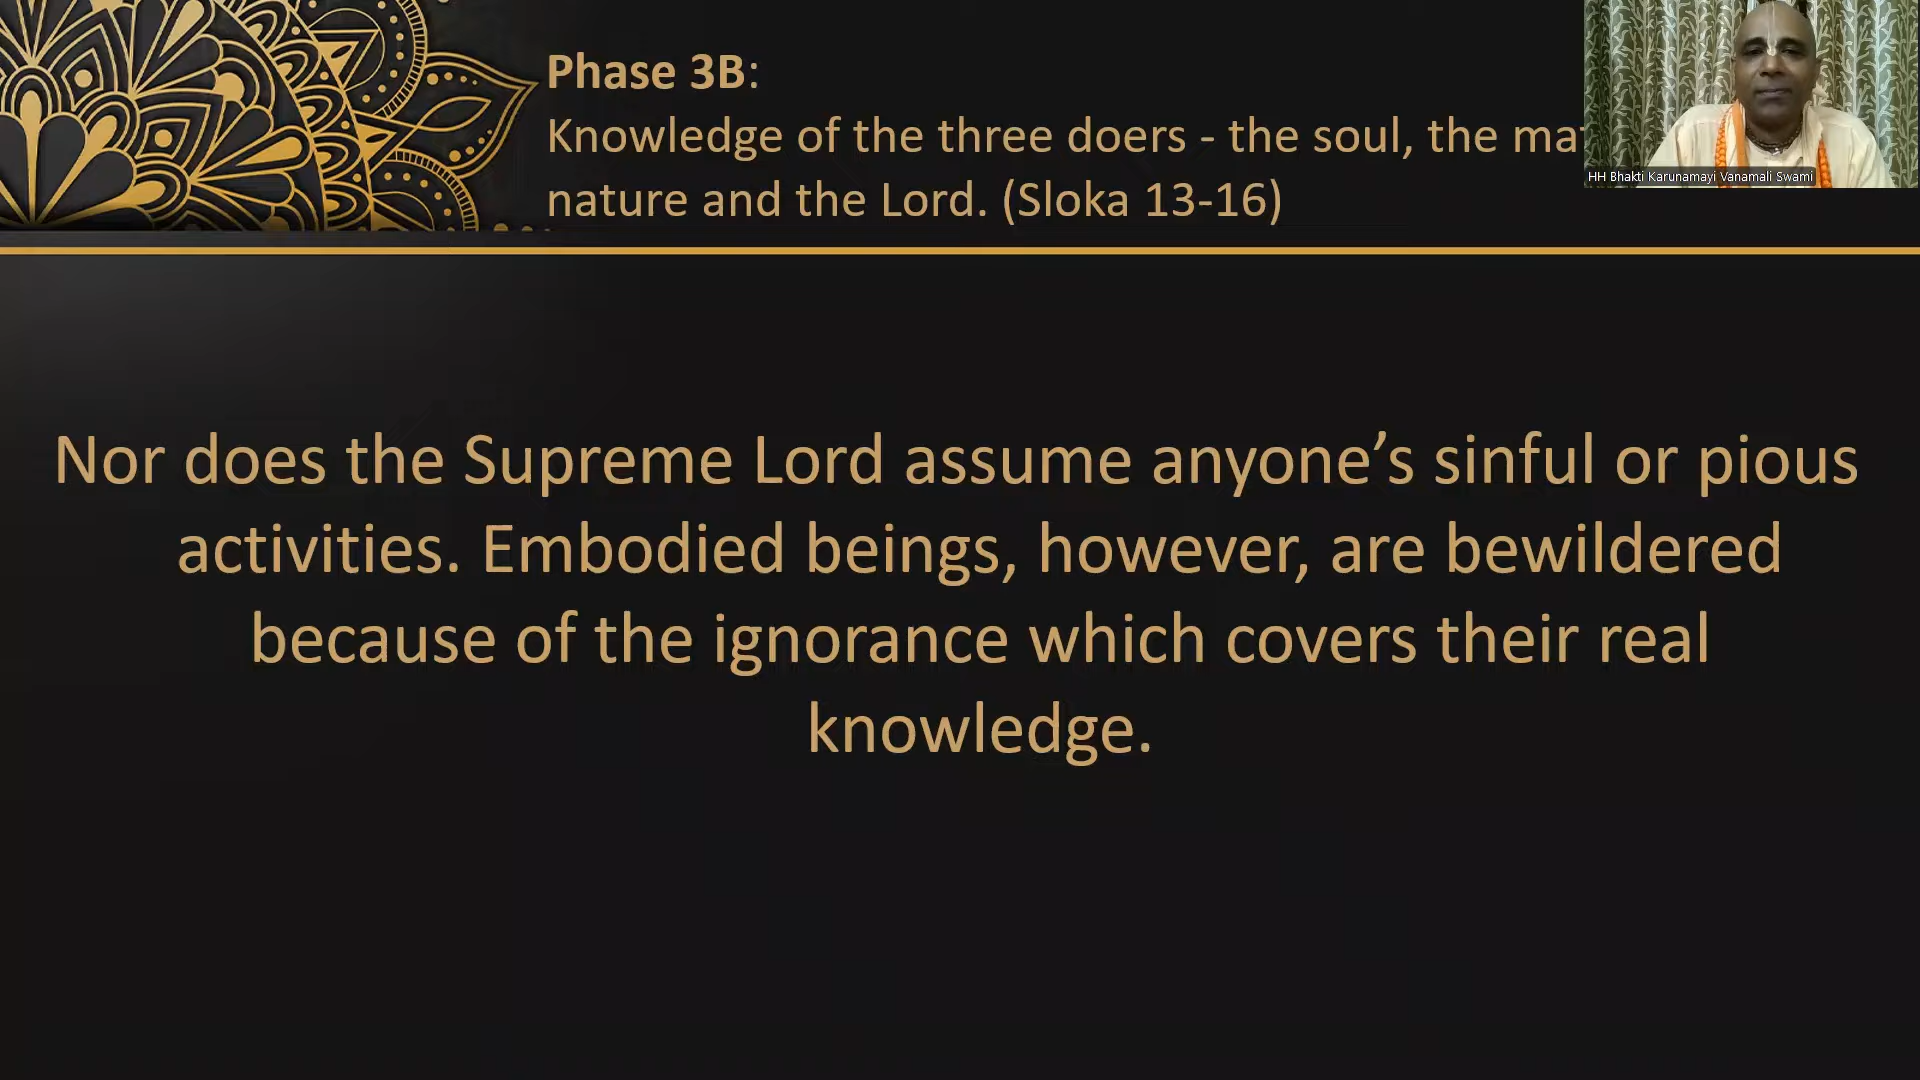 Phase 3B:
Knowledge of the three doers - the soul, the
nature and the Lord. (Sloka 13-16)
HH Bhakti Karunamayi Vanamali Swami
Nor does the Supreme Lord assume anyone’s sinful or pious
activities. Embodied beings, however, are bewildered
because of the ignorance which covers their real
knowledge.